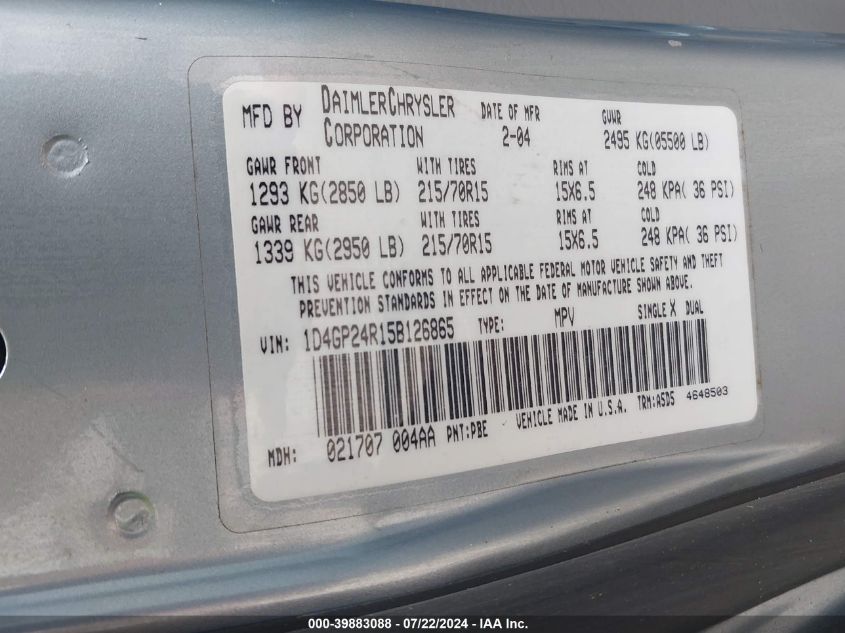 MFD BY DAIMLERCHRYSLER CORPORATION DATE OF MFR 2-04 GVWR 2495 KG(05500 LB)
GAWR FRONT WITH TIRES RIMS AT COLD
1293 KG(2850 LB) 215/70R15 15X6.5 248 KPA( 36 PSI)
GAWR REAR WITH TIRES RIMS AT COLD
1339 KG(2950 LB) 215/70R15 15X6.5 248 KPA( 36 PSI)
THIS VEHICLE CONFORMS TO ALL APPLICABLE FEDERAL MOTOR VEHICLE SAFETY AND THEFT
PREVENTION STANDARDS IN EFFECT ON THE DATE OF MANUFACTURE SHOWN ABOVE.
VIN: 1D4GP24R15B126865 TYPE: MPV SINGLE X DUAL
MDH: 021707 004AA PNT:PBE VEHICLE MADE IN U.S.A. TRM:ASD5 4648503
000-39883088 - 07/22/2024 - IAA Inc.